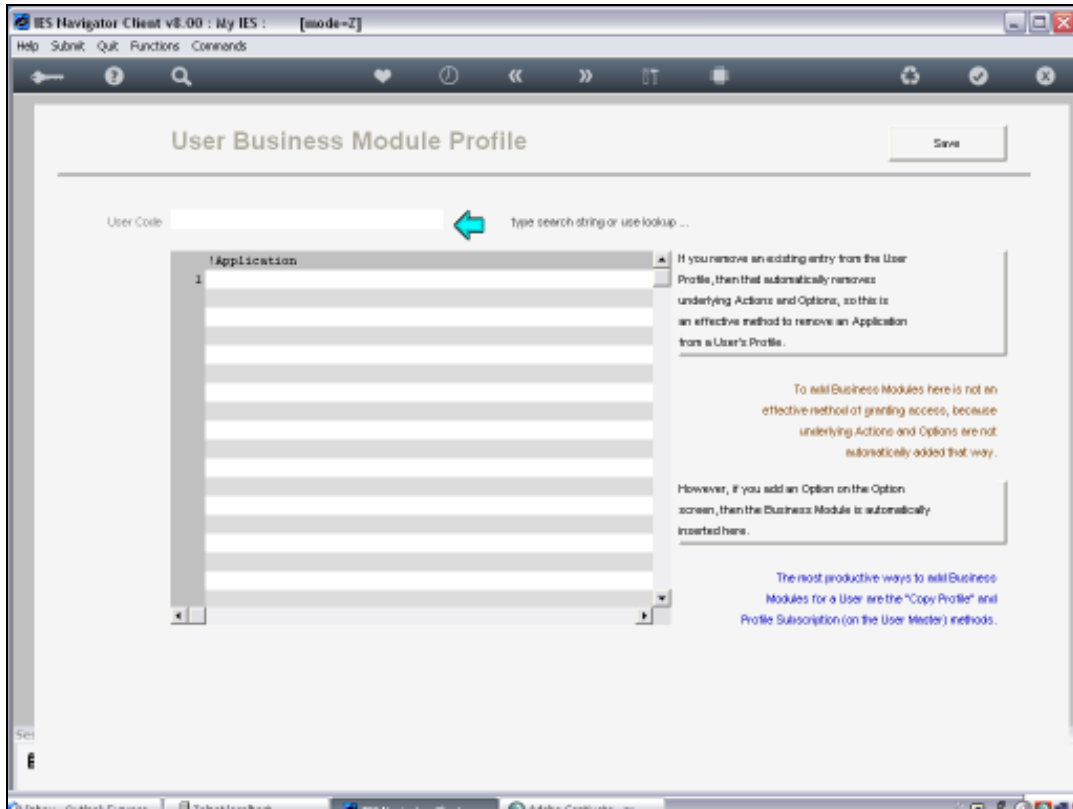 IES Navigator Client v8.00 : My IES : [mode=Z]
Help Submit Quit Functions Commands
User Business Module Profile
Save
User Code
type search string or use lookup ...
!Application
1
If you remove an existing entry from the User
Profile, then that automatically removes
underlying Actions and Options, so this is
an effective method to remove an Application
from a User's Profile.
To add Business Modules here is not an
effective method of granting access, because
underlying Actions and Options are not
automatically added that way.
However, if you add an Option on the Option
screen, then the Business Module is automatically
inserted here.
The most productive ways to add Business
Modules for a User are the "Copy Profile" and
Profile Subscription (on the User Master) methods.
Ser